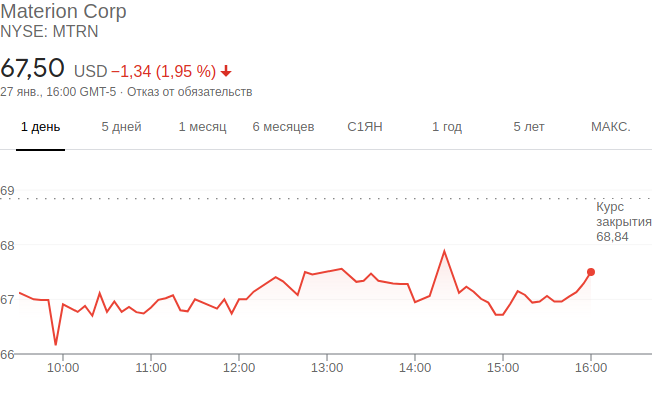 Materion Corp
NYSE: MTRN
67,50 USD −1,34 (1,95 %)
27 янв., 16:00 GMT-5 · Отказ от обязательств
1 день 5 дней 1 месяц 6 месяцев С1ЯН 1 год 5 лет МАКС.
69
Курс
закрытия
68,84
68
67
66
10:00 11:00 12:00 13:00 14:00 15:00 16:00